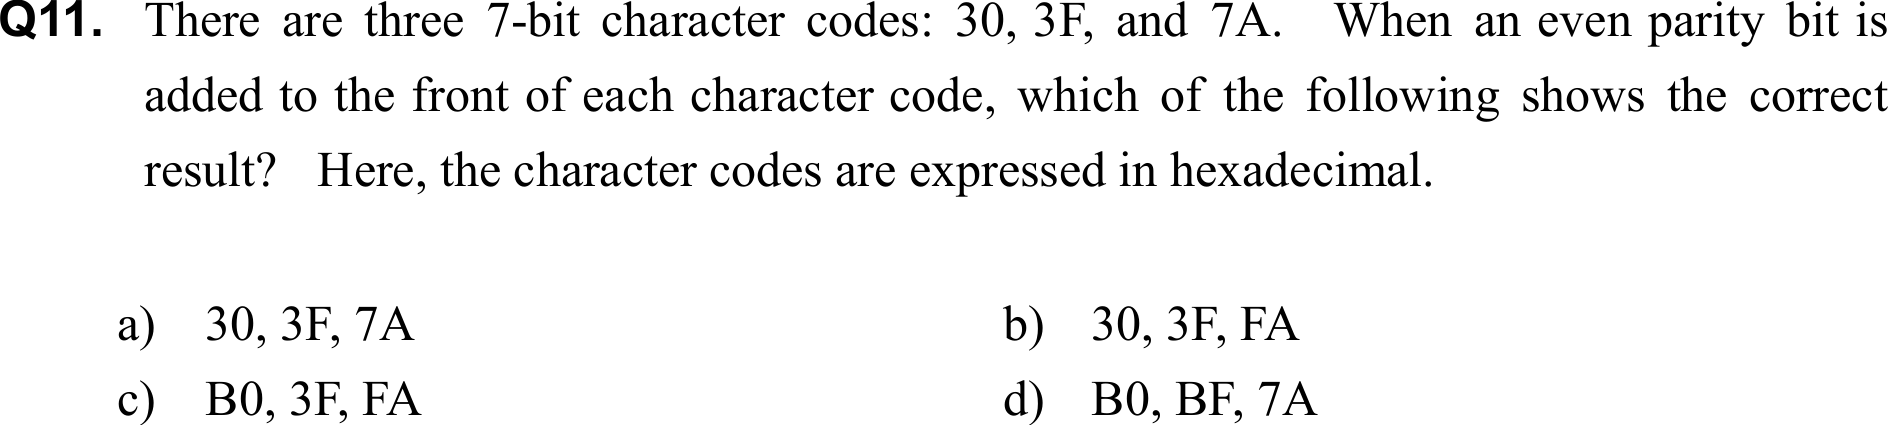 Q11. There are three 7-bit character codes: 30, 3F, and 7A. When an even parity bit is
added to the front of each character code, which of the following shows the correct
result? Here, the character codes are expressed in hexadecimal.
a) 30, 3F, 7A b) 30, 3F, FA
c) B0, 3F, FA d) B0, BF, 7A